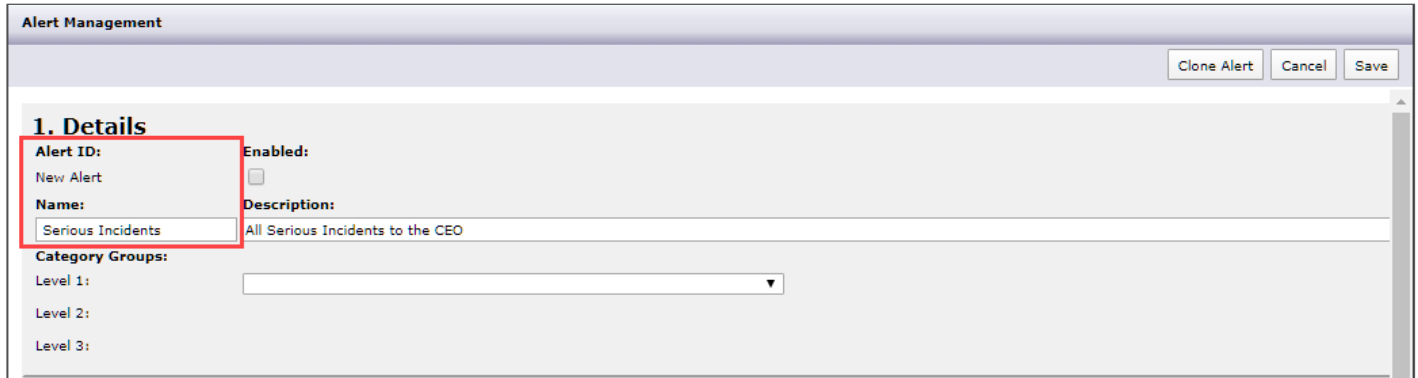 Alert Management
Clone Alert Cancel Save
1. Details
Alert ID: Enabled:
New Alert
Name: Description:
Serious Incidents All Serious Incidents to the CEO
Category Groups:
Level 1:
Level 2:
Level 3: